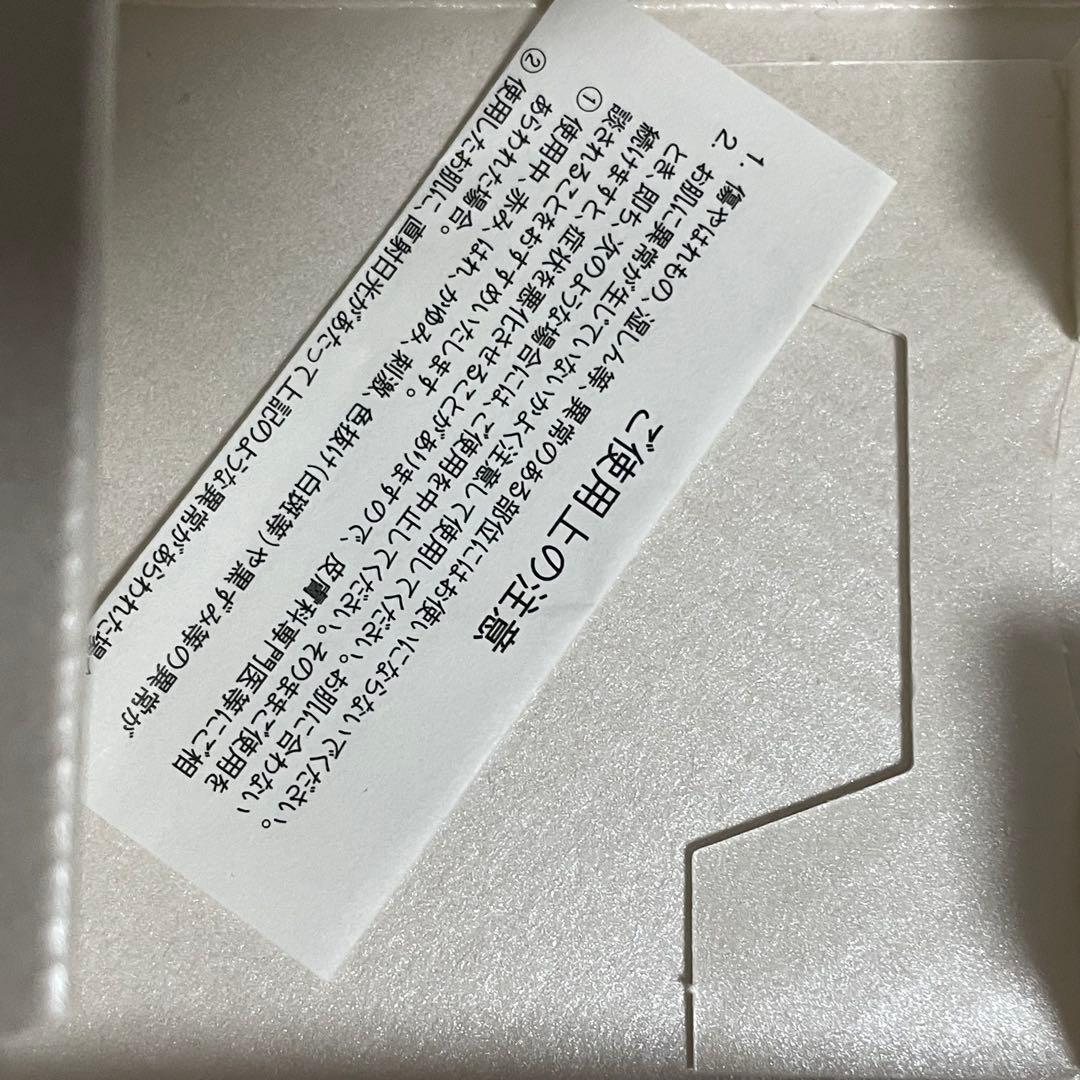 ご使用上の注意
1. 傷やはれもの、湿しん等、異常のある部位にはお使いにならないでください。
2. お肌に異常が生じていないかよく注意して使用してください。お肌に合わない
とき、即ち、次のような場合には、ご使用を中止してください。そのままご使用を
続けますと、症状を悪化させることがありますので、皮膚科専門医等にご相
談されることをおすすめいたします。
① 使用中、赤み、はれ、かゆみ、刺激、色抜け(白斑等)や黒ずみ等の異常が
あらわれた場合。
② 使用したお肌に、直射日光があたって上記のような異常があらわれた場